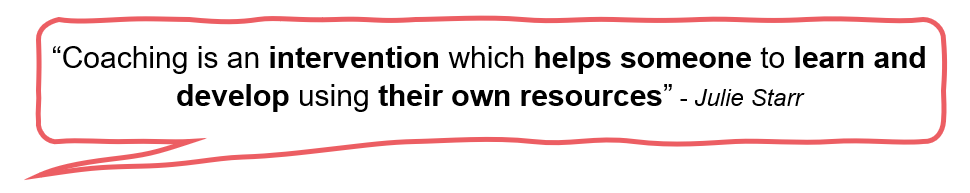 “Coaching is an intervention which helps someone to learn and
develop using their own resources” - Julie Starr